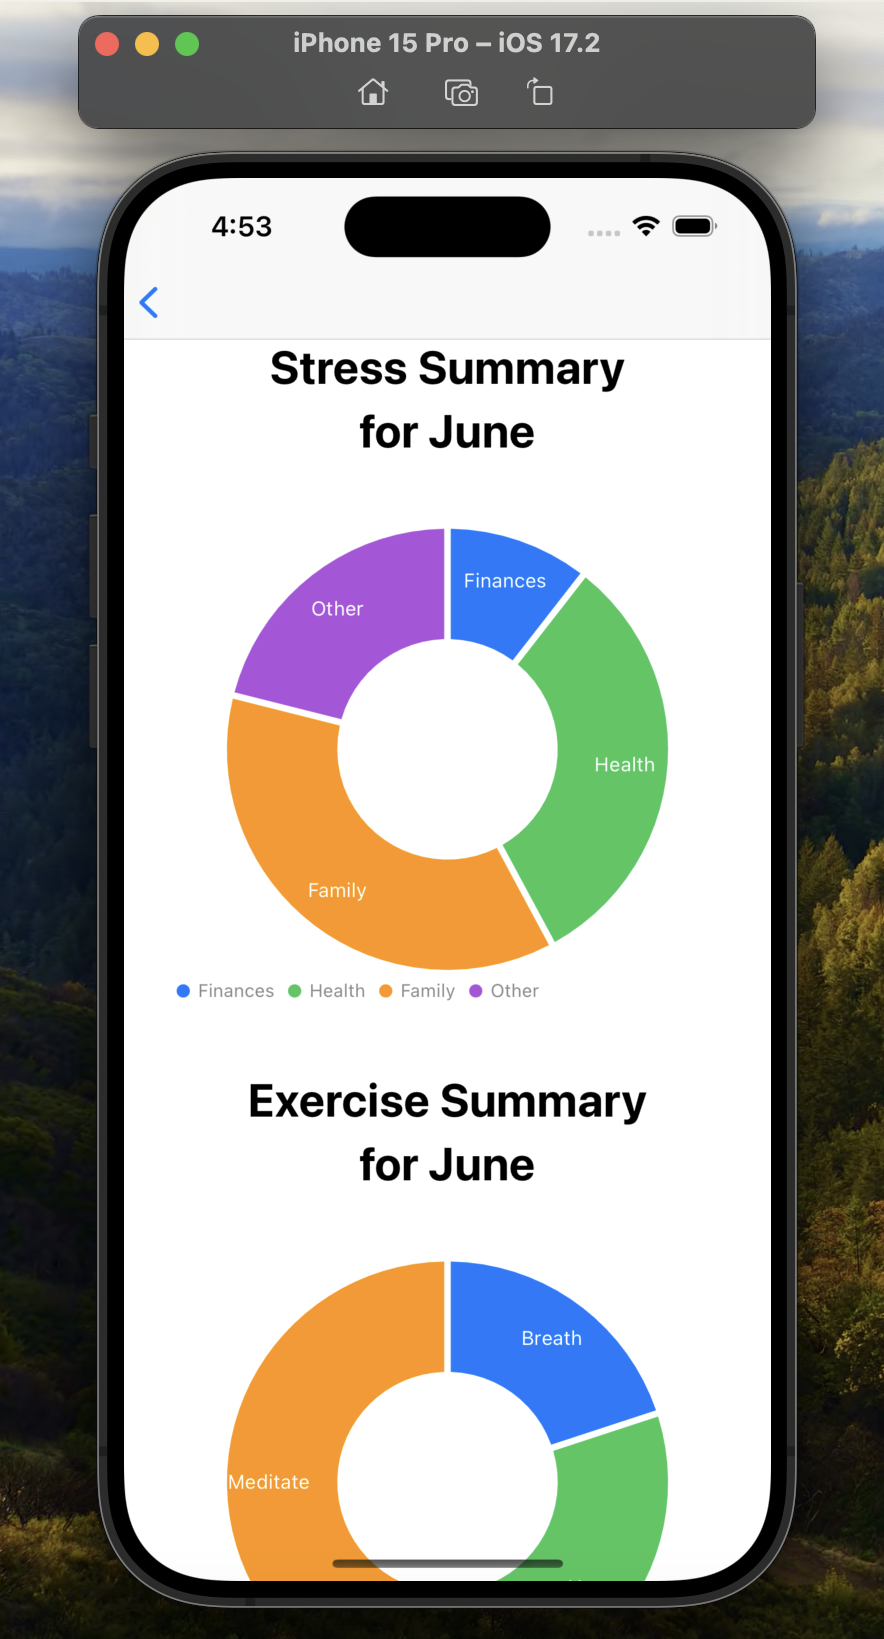 iPhone 15 Pro – iOS 17.2
4:53
Stress Summary
for June
Finances
Other
Health
Family
Finances Health Family Other
Exercise Summary
for June
Breath
Meditate